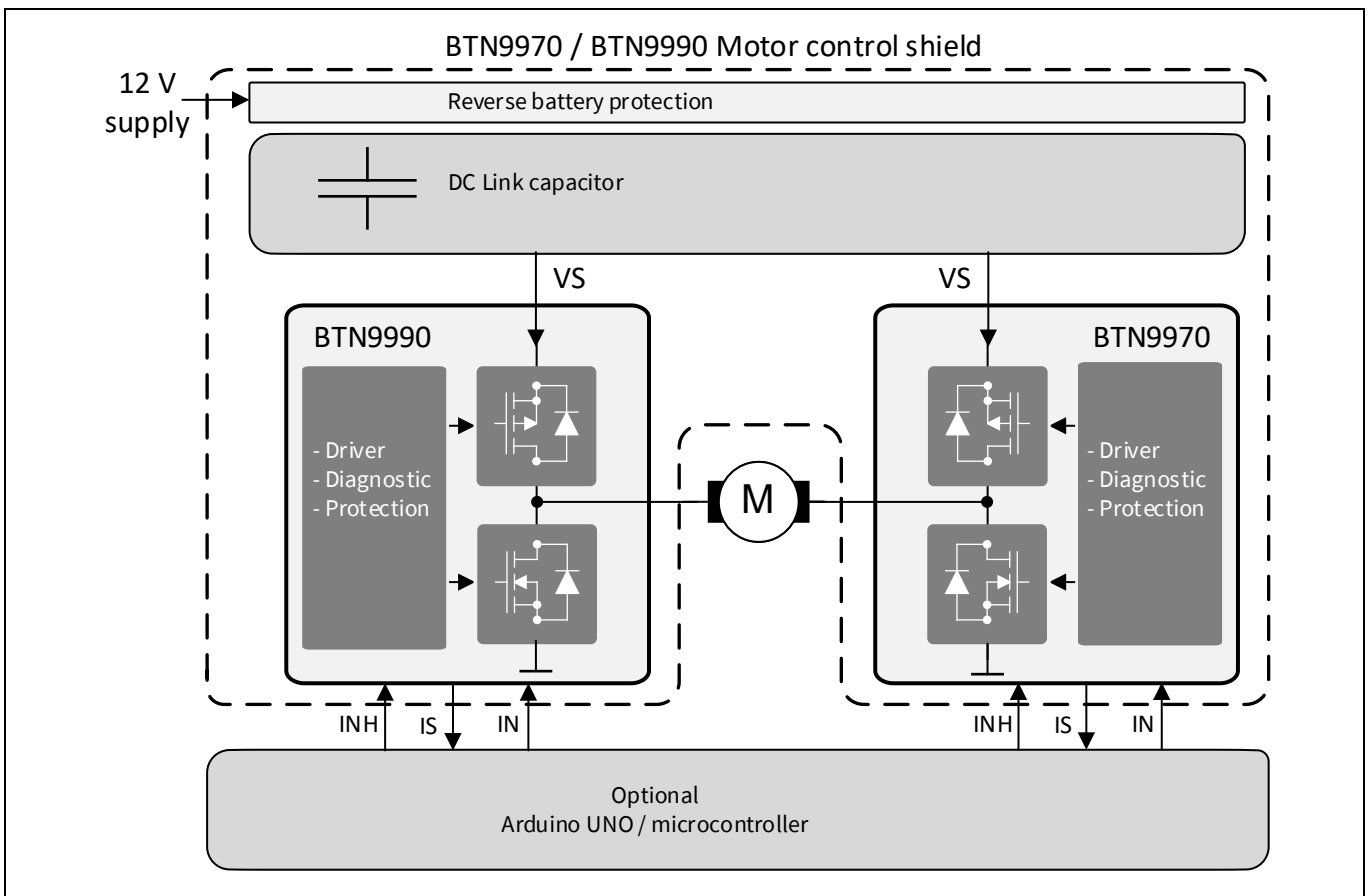 BTN9970 / BTN9990 Motor control shield
12 V
supply
Reverse battery protection
DC Link capacitor
VS
VS
BTN9990
BTN9970
- Driver
- Diagnostic
- Protection
M
- Driver
- Diagnostic
- Protection
INH
IS
IN
INH
IS
IN
Optional
Arduino UNO / microcontroller